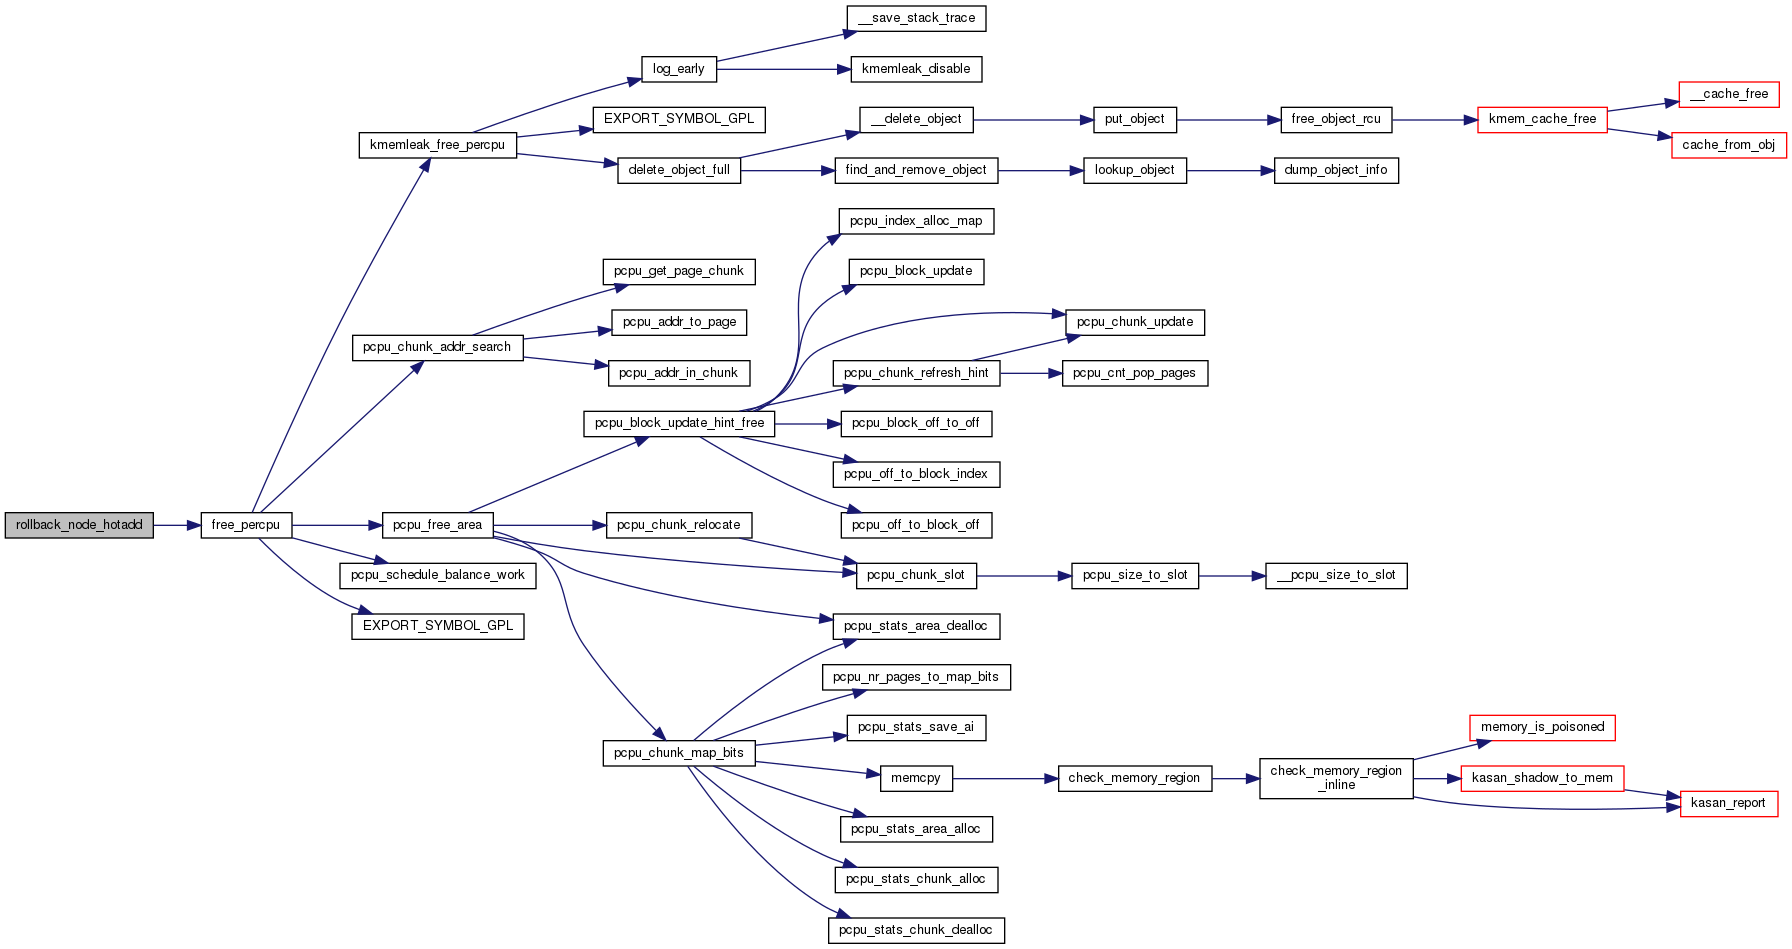 __save_stack_trace
log_early
kmemleak_disable
__cache_free
__delete_object
put_object
free_object_rcu
kmem_cache_free
EXPORT_SYMBOL_GPL
kmemleak_free_percpu
cache_from_obj
delete_object_full
find_and_remove_object
lookup_object
dump_object_info
pcpu_index_alloc_map
pcpu_get_page_chunk
pcpu_block_update
pcpu_addr_to_page
pcpu_chunk_update
pcpu_chunk_addr_search
pcpu_addr_in_chunk
pcpu_chunk_refresh_hint
pcpu_cnt_pop_pages
pcpu_block_update_hint_free
pcpu_block_off_to_off
pcpu_off_to_block_index
rollback_node_hotadd
free_percpu
pcpu_free_area
pcpu_chunk_relocate
pcpu_off_to_block_off
pcpu_schedule_balance_work
pcpu_chunk_slot
pcpu_size_to_slot
__pcpu_size_to_slot
EXPORT_SYMBOL_GPL
pcpu_stats_area_dealloc
pcpu_nr_pages_to_map_bits
pcpu_stats_save_ai
memory_is_poisoned
pcpu_chunk_map_bits
memcpy
check_memory_region
check_memory_region
_inline
kasan_shadow_to_mem
kasan_report
pcpu_stats_area_alloc
pcpu_stats_chunk_alloc
pcpu_stats_chunk_dealloc